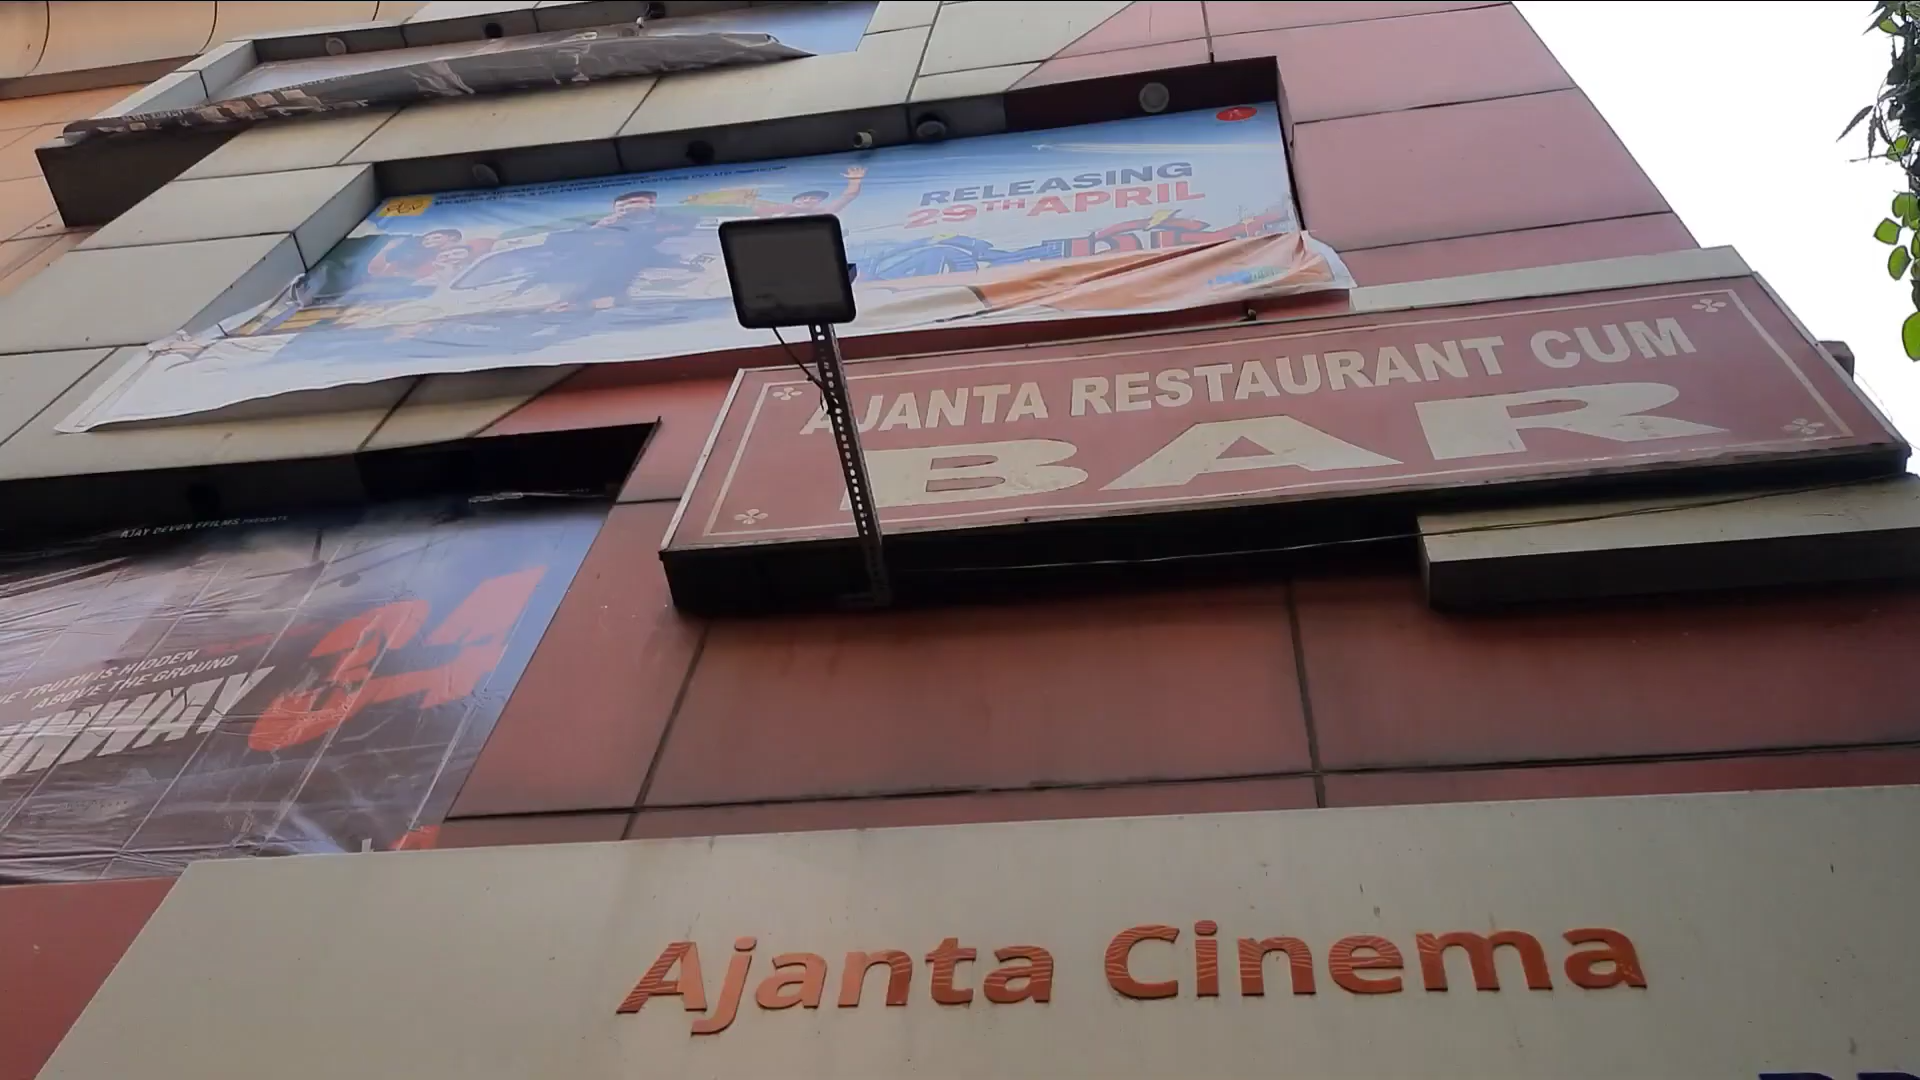 RELEASING
29TH APRIL
AJANTA RESTAURANT CUM
BAR
AJAY DEVGN FFILMS PRESENTS
TRUTH IS HIDDEN
ABOVE THE GROUND
34
Ajanta Cinema